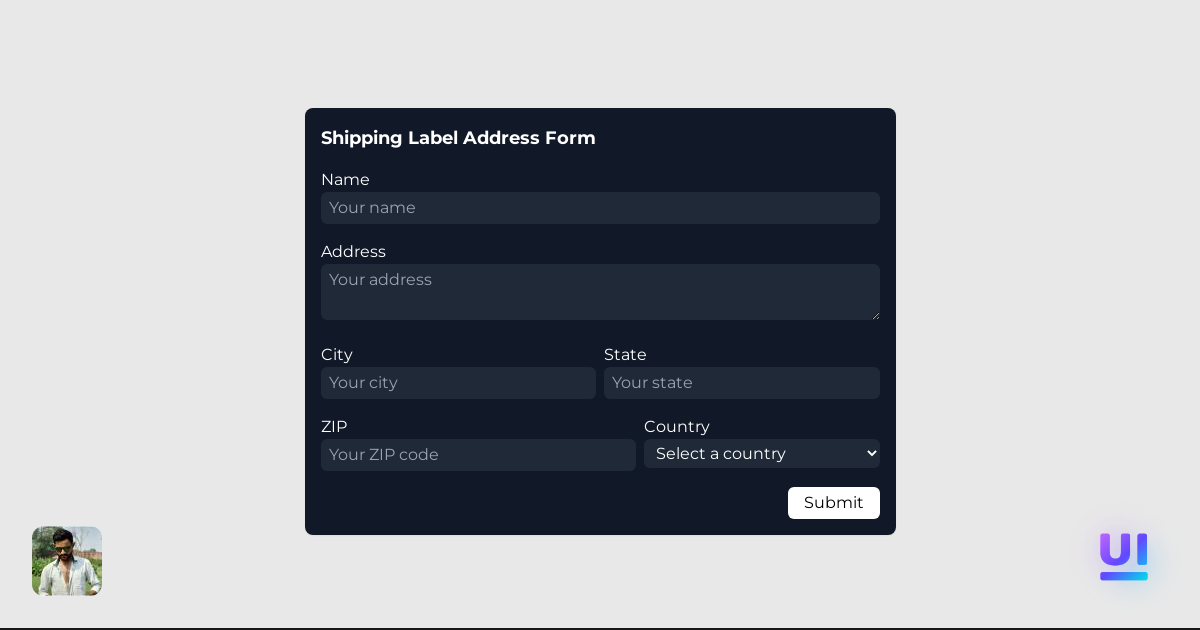 Shipping Label Address Form
Name
Your name
Address
Your address
City State
Your city Your state
ZIP Country
Your ZIP code Select a country
Submit
UI